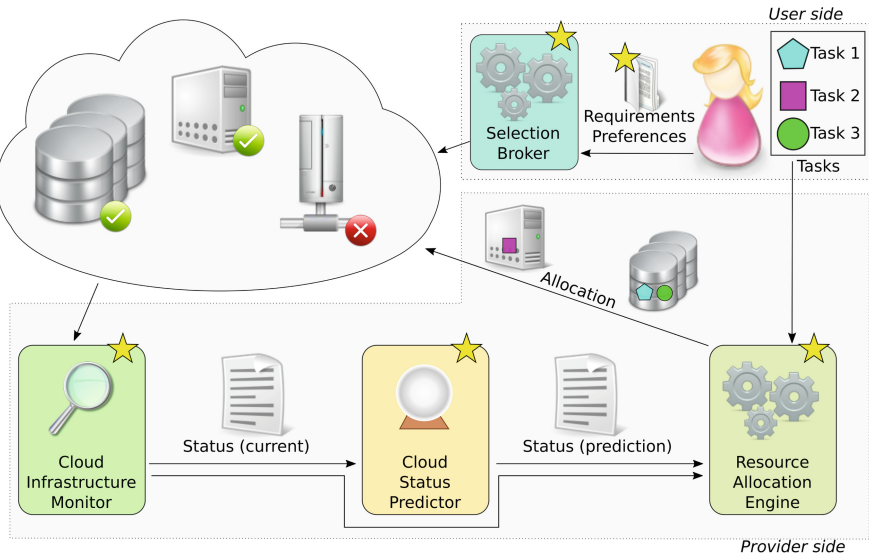 User side
Task 1
Task 2
Task 3
Requirements
Preferences
Selection
Broker
Tasks
Allocation
Status (current)
Status (prediction)
Cloud
Infrastructure
Monitor
Cloud
Status
Predictor
Resource
Allocation
Engine
Provider side